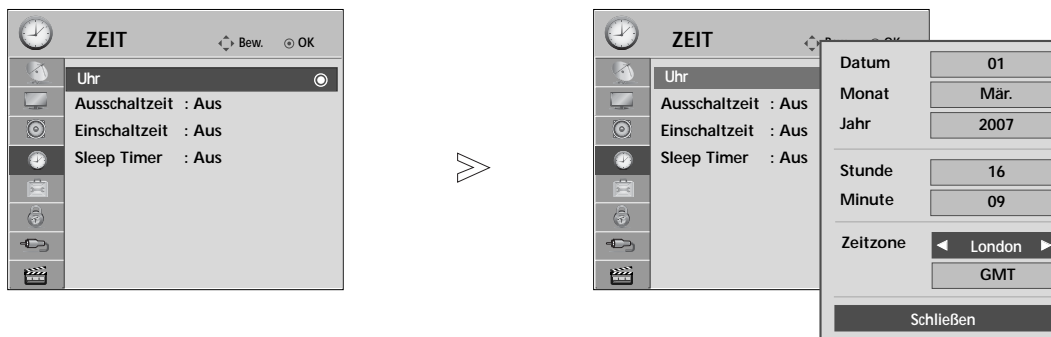 ZEIT Bew. OK
Uhr
Ausschaltzeit : Aus
Einschaltzeit : Aus
Sleep Timer : Aus
ZEIT
Uhr
Ausschaltzeit : Aus
Einschaltzeit : Aus
Sleep Timer : Aus
Datum 01
Monat Mär.
Jahr 2007
Stunde 16
Minute 09
Zeitzone ◄ London ►
GMT
Schließen